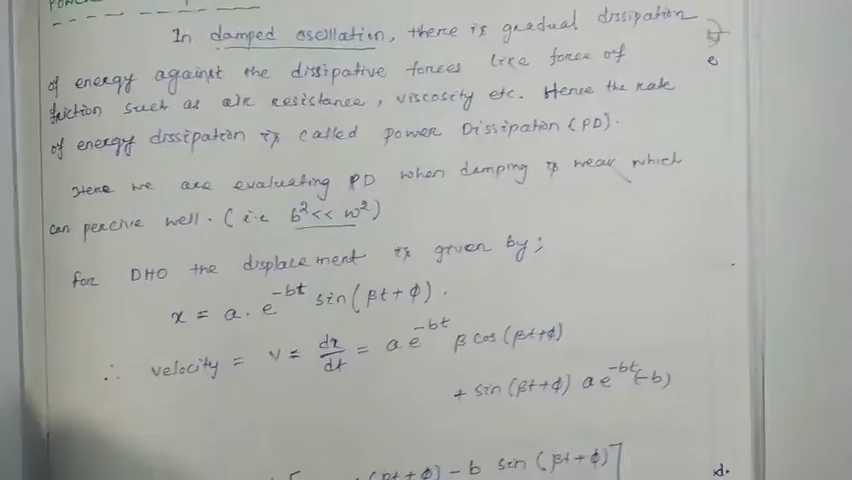 In damped oscillation, there is gradual dissipation
of energy against the dissipative forces like force of
friction such as air resistance, viscosity etc. Hence the rate
of energy dissipation is called power Dissipation (PD).
Here we are evaluating PD when damping is weak which
can percive well. (i.e b² << w²)
for DHO the displacement is given by;
x = a. e^{-bt} sin(βt+φ).
∴ velocity = v = dx/dt = a e^{-bt} β cos(βt+φ)
+ sin(βt+φ) a e^{-bt}(-b)
(βt+φ) - b sin(βt+φ)]